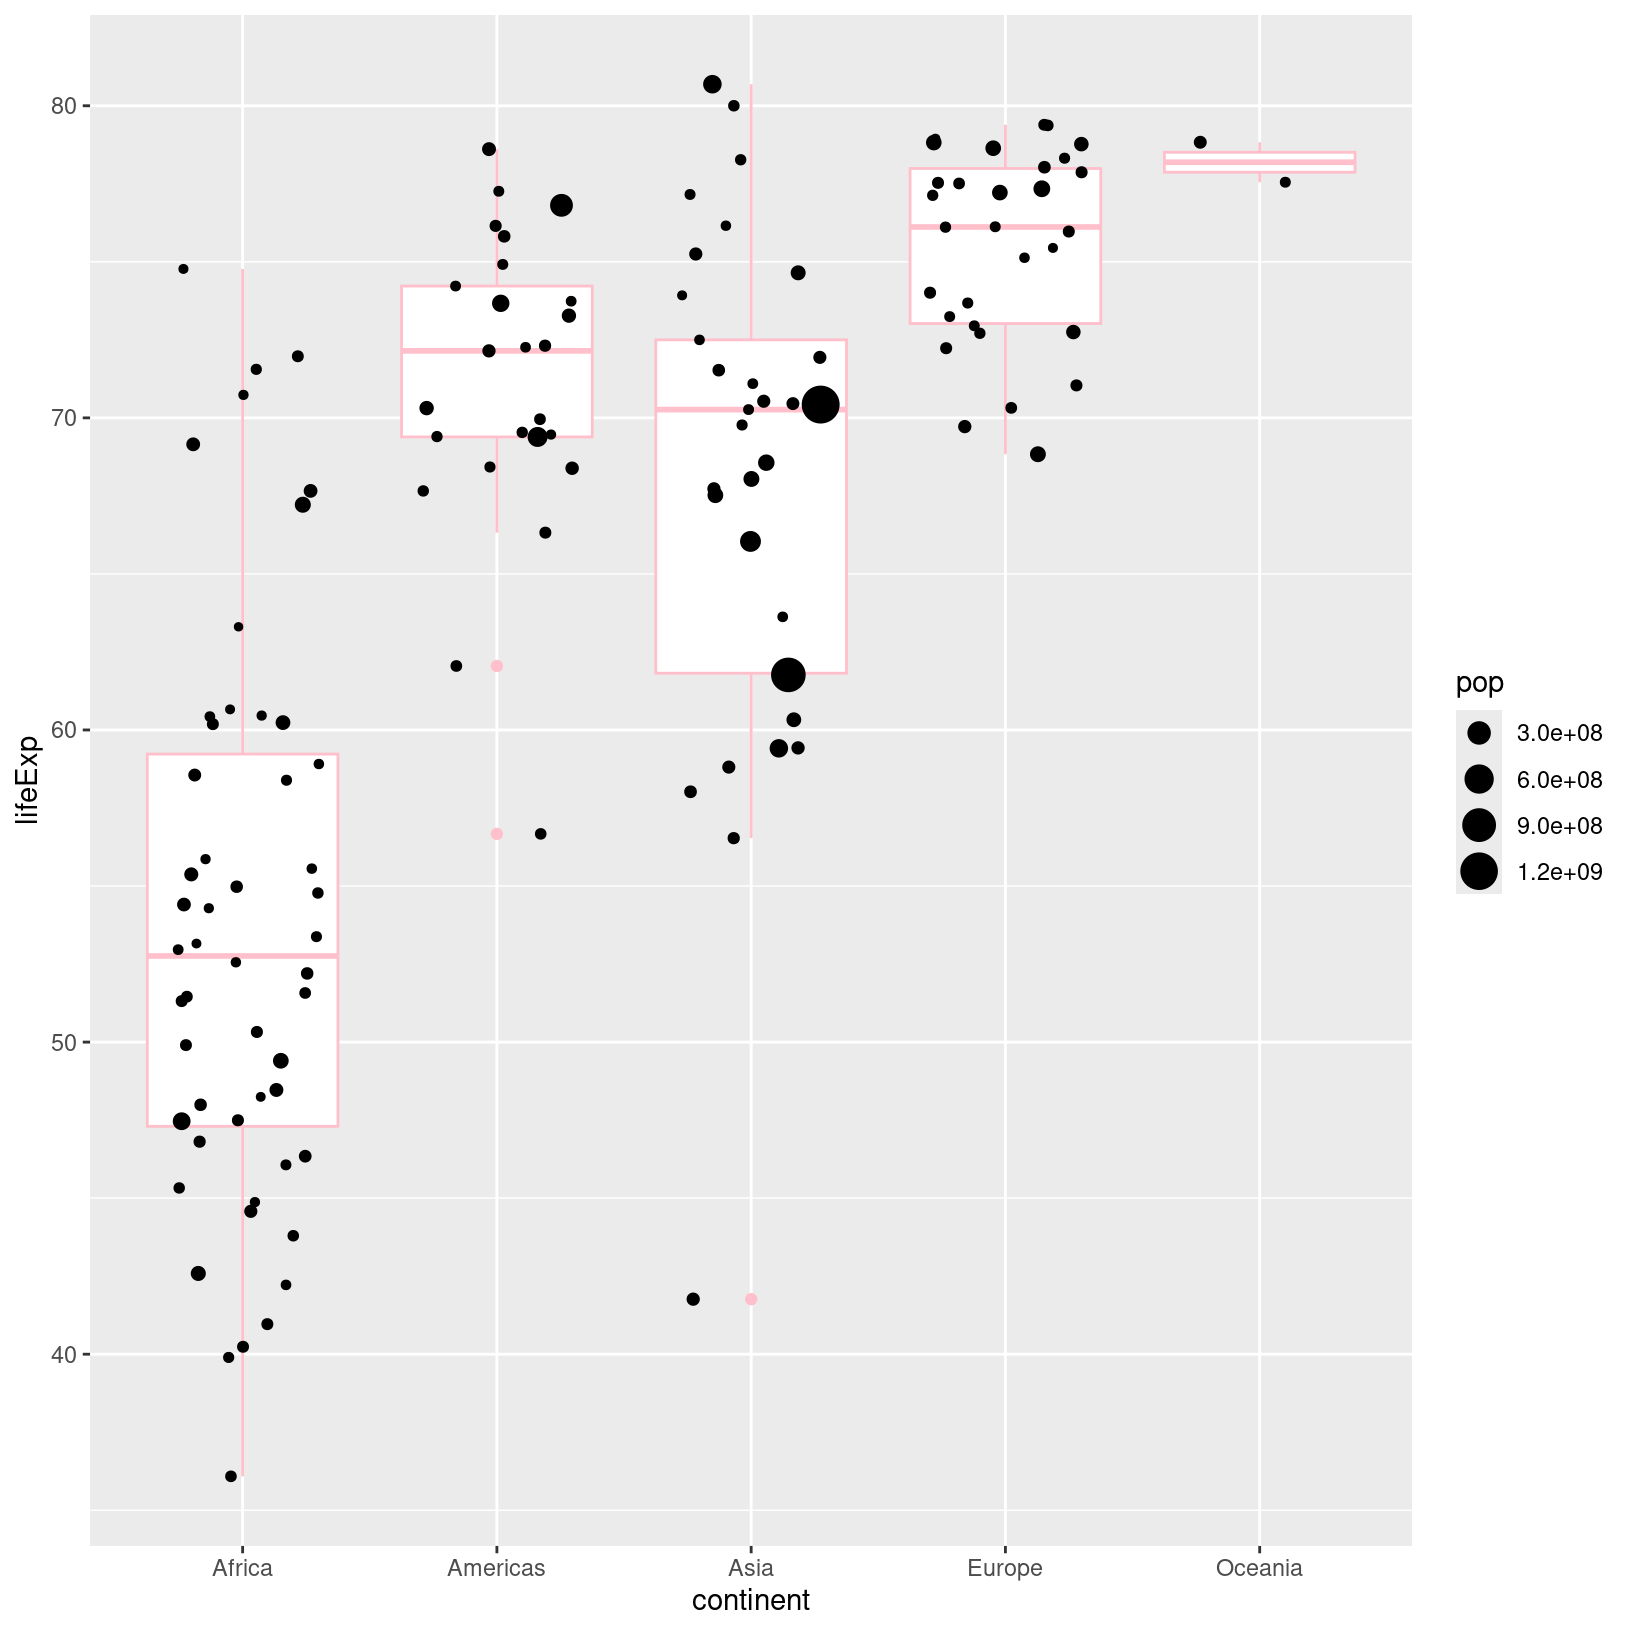 80
70
60
50
40
lifeExp
Africa
Americas
Asia
Europe
Oceania
continent
pop
3.0e+08
6.0e+08
9.0e+08
1.2e+09